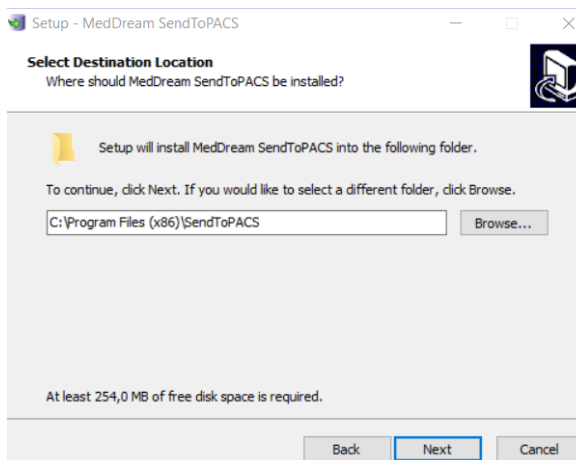 Setup - MedDream SendToPACS
Select Destination Location
Where should MedDream SendToPACS be installed?
Setup will install MedDream SendToPACS into the following folder.
To continue, click Next. If you would like to select a different folder, click Browse.
C:\Program Files (x86)\SendToPACS
Browse...
At least 254,0 MB of free disk space is required.
Back
Next
Cancel